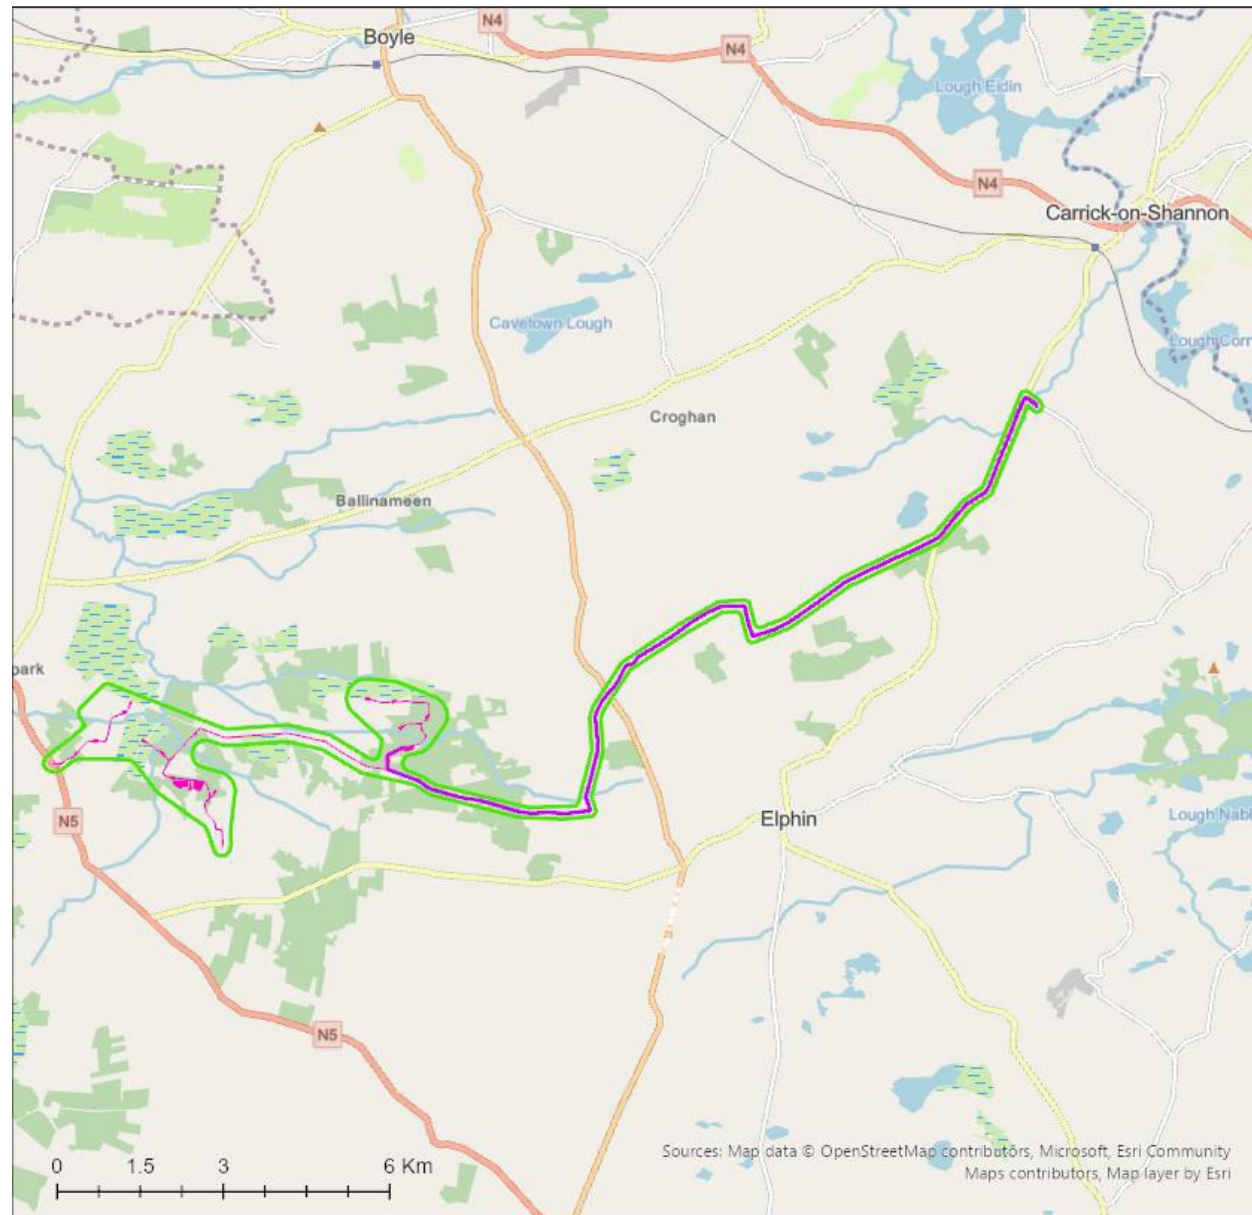 N4
Boyle
N4
Lough Eidin
N4
Carrick-on-Shannon
Cavetown Lough
Lough Corr
Croghan
Ballinameen
park
N5
Elphin
Lough Nabl
N5
Sources: Map data © OpenStreetMap contributors, Microsoft, Esri Community
Maps contributors, Map layer by Esri
0 1.5 3 6 Km